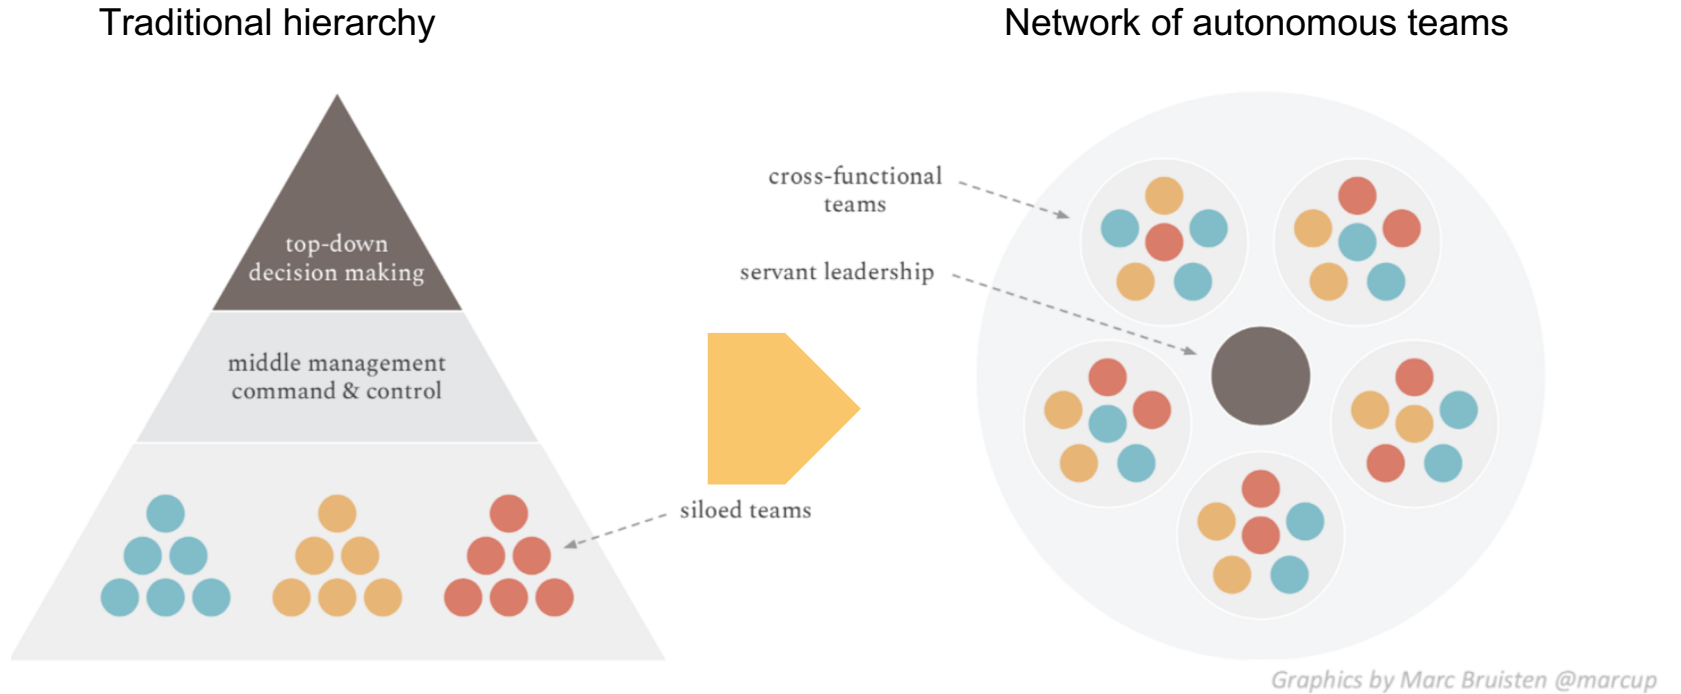 Traditional hierarchy
Network of autonomous teams
top-down
decision making
middle management
command & control
siloed teams
cross-functional
teams
servant leadership
Graphics by Marc Bruisten @marcup